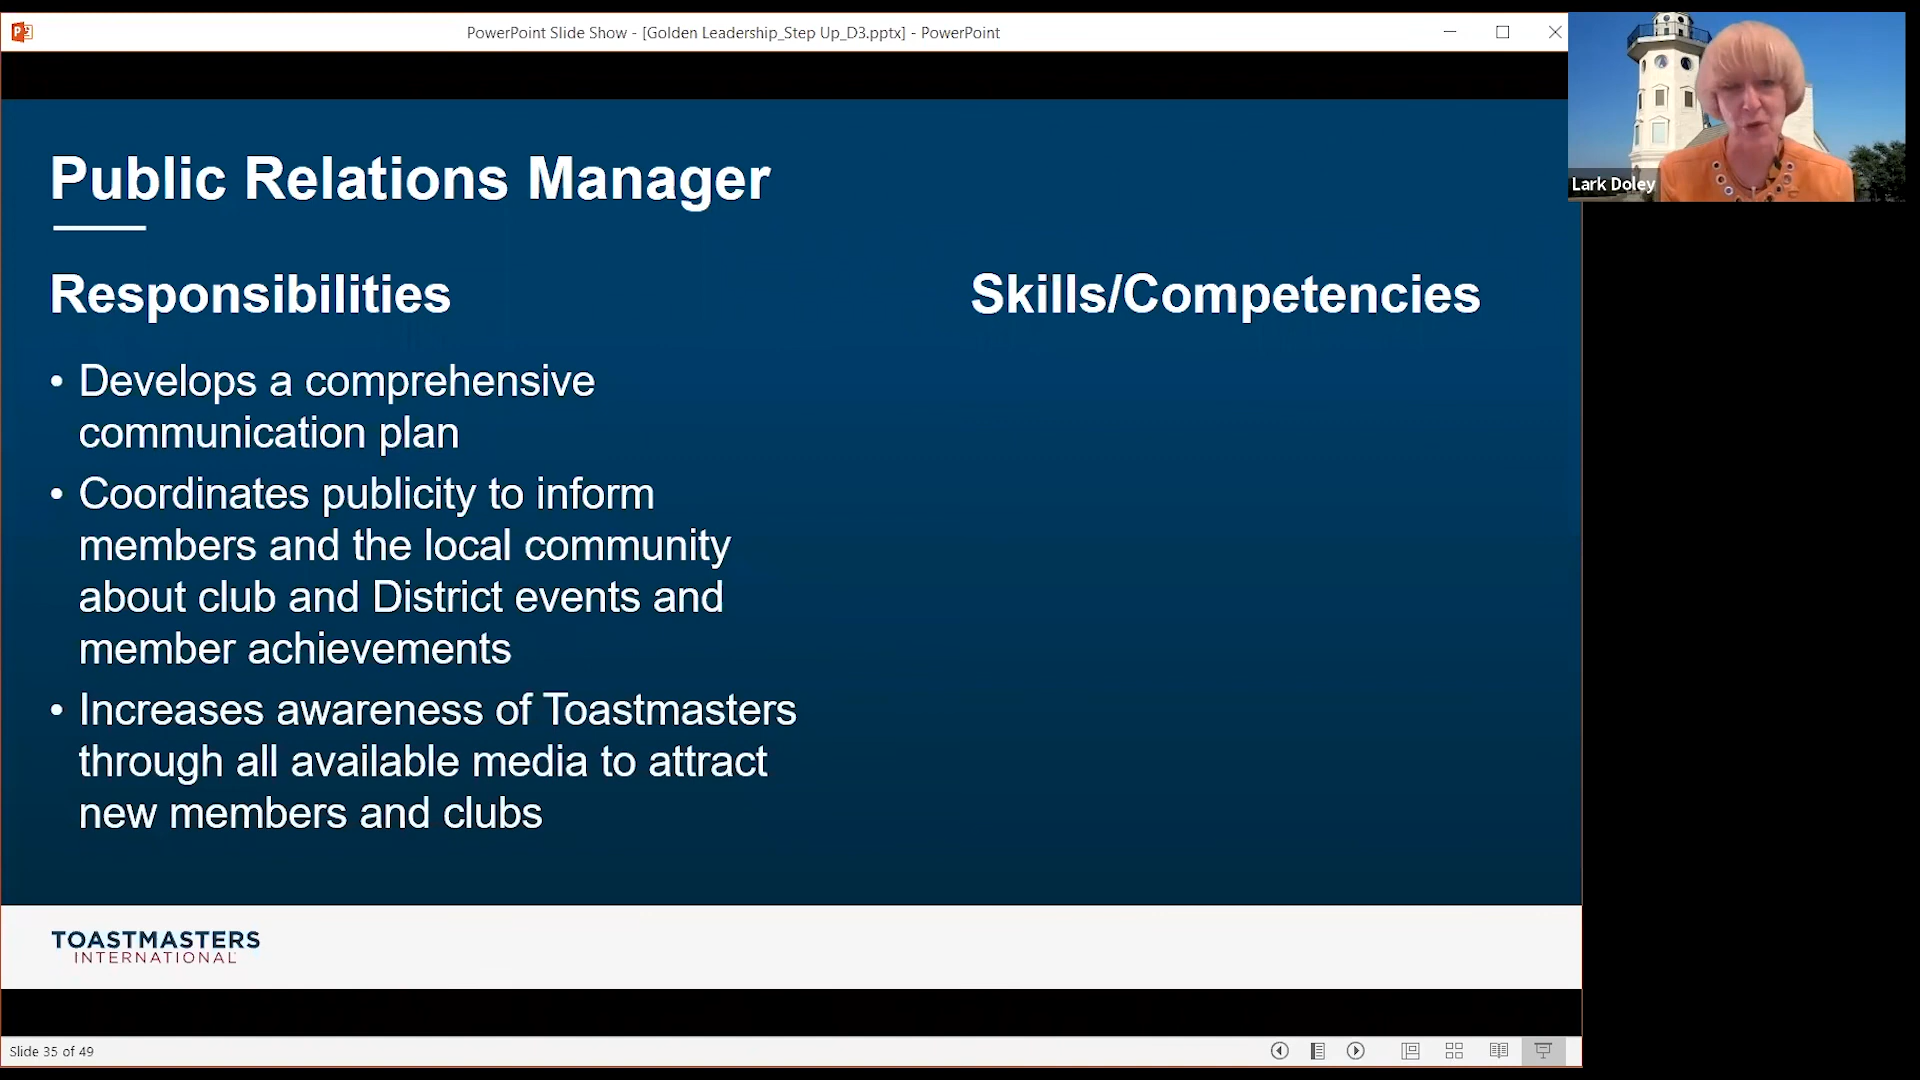 PowerPoint Slide Show - [Golden Leadership_Step Up_D3.pptx] - PowerPoint
Lark Doley
Public Relations Manager
Responsibilities
Skills/Competencies
• Develops a comprehensive
communication plan
• Coordinates publicity to inform
members and the local community
about club and District events and
member achievements
• Increases awareness of Toastmasters
through all available media to attract
new members and clubs
TOASTMASTERS
INTERNATIONAL
Slide 35 of 49